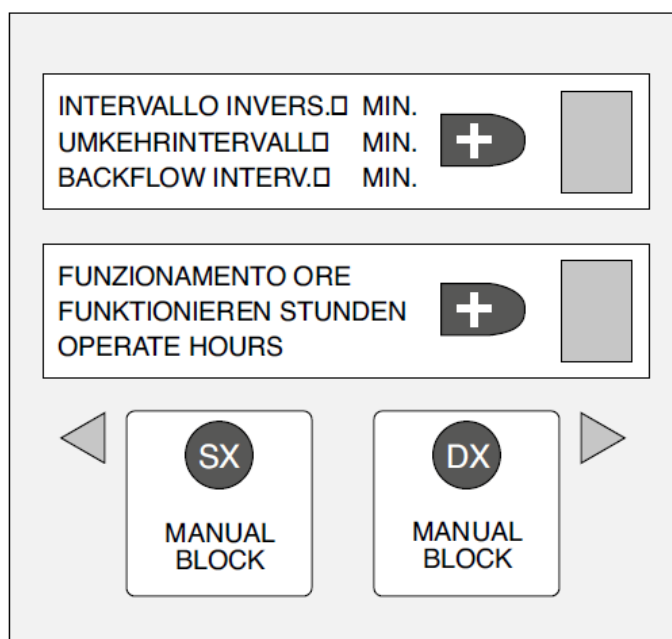 INTERVALLO INVERS.□ MIN.
UMKEHRINTERVALL□ MIN.
BACKFLOW INTERV.□ MIN.
+
FUNZIONAMENTO ORE
FUNKTIONIEREN STUNDEN
OPERATE HOURS
+
SX
MANUAL
BLOCK
DX
MANUAL
BLOCK